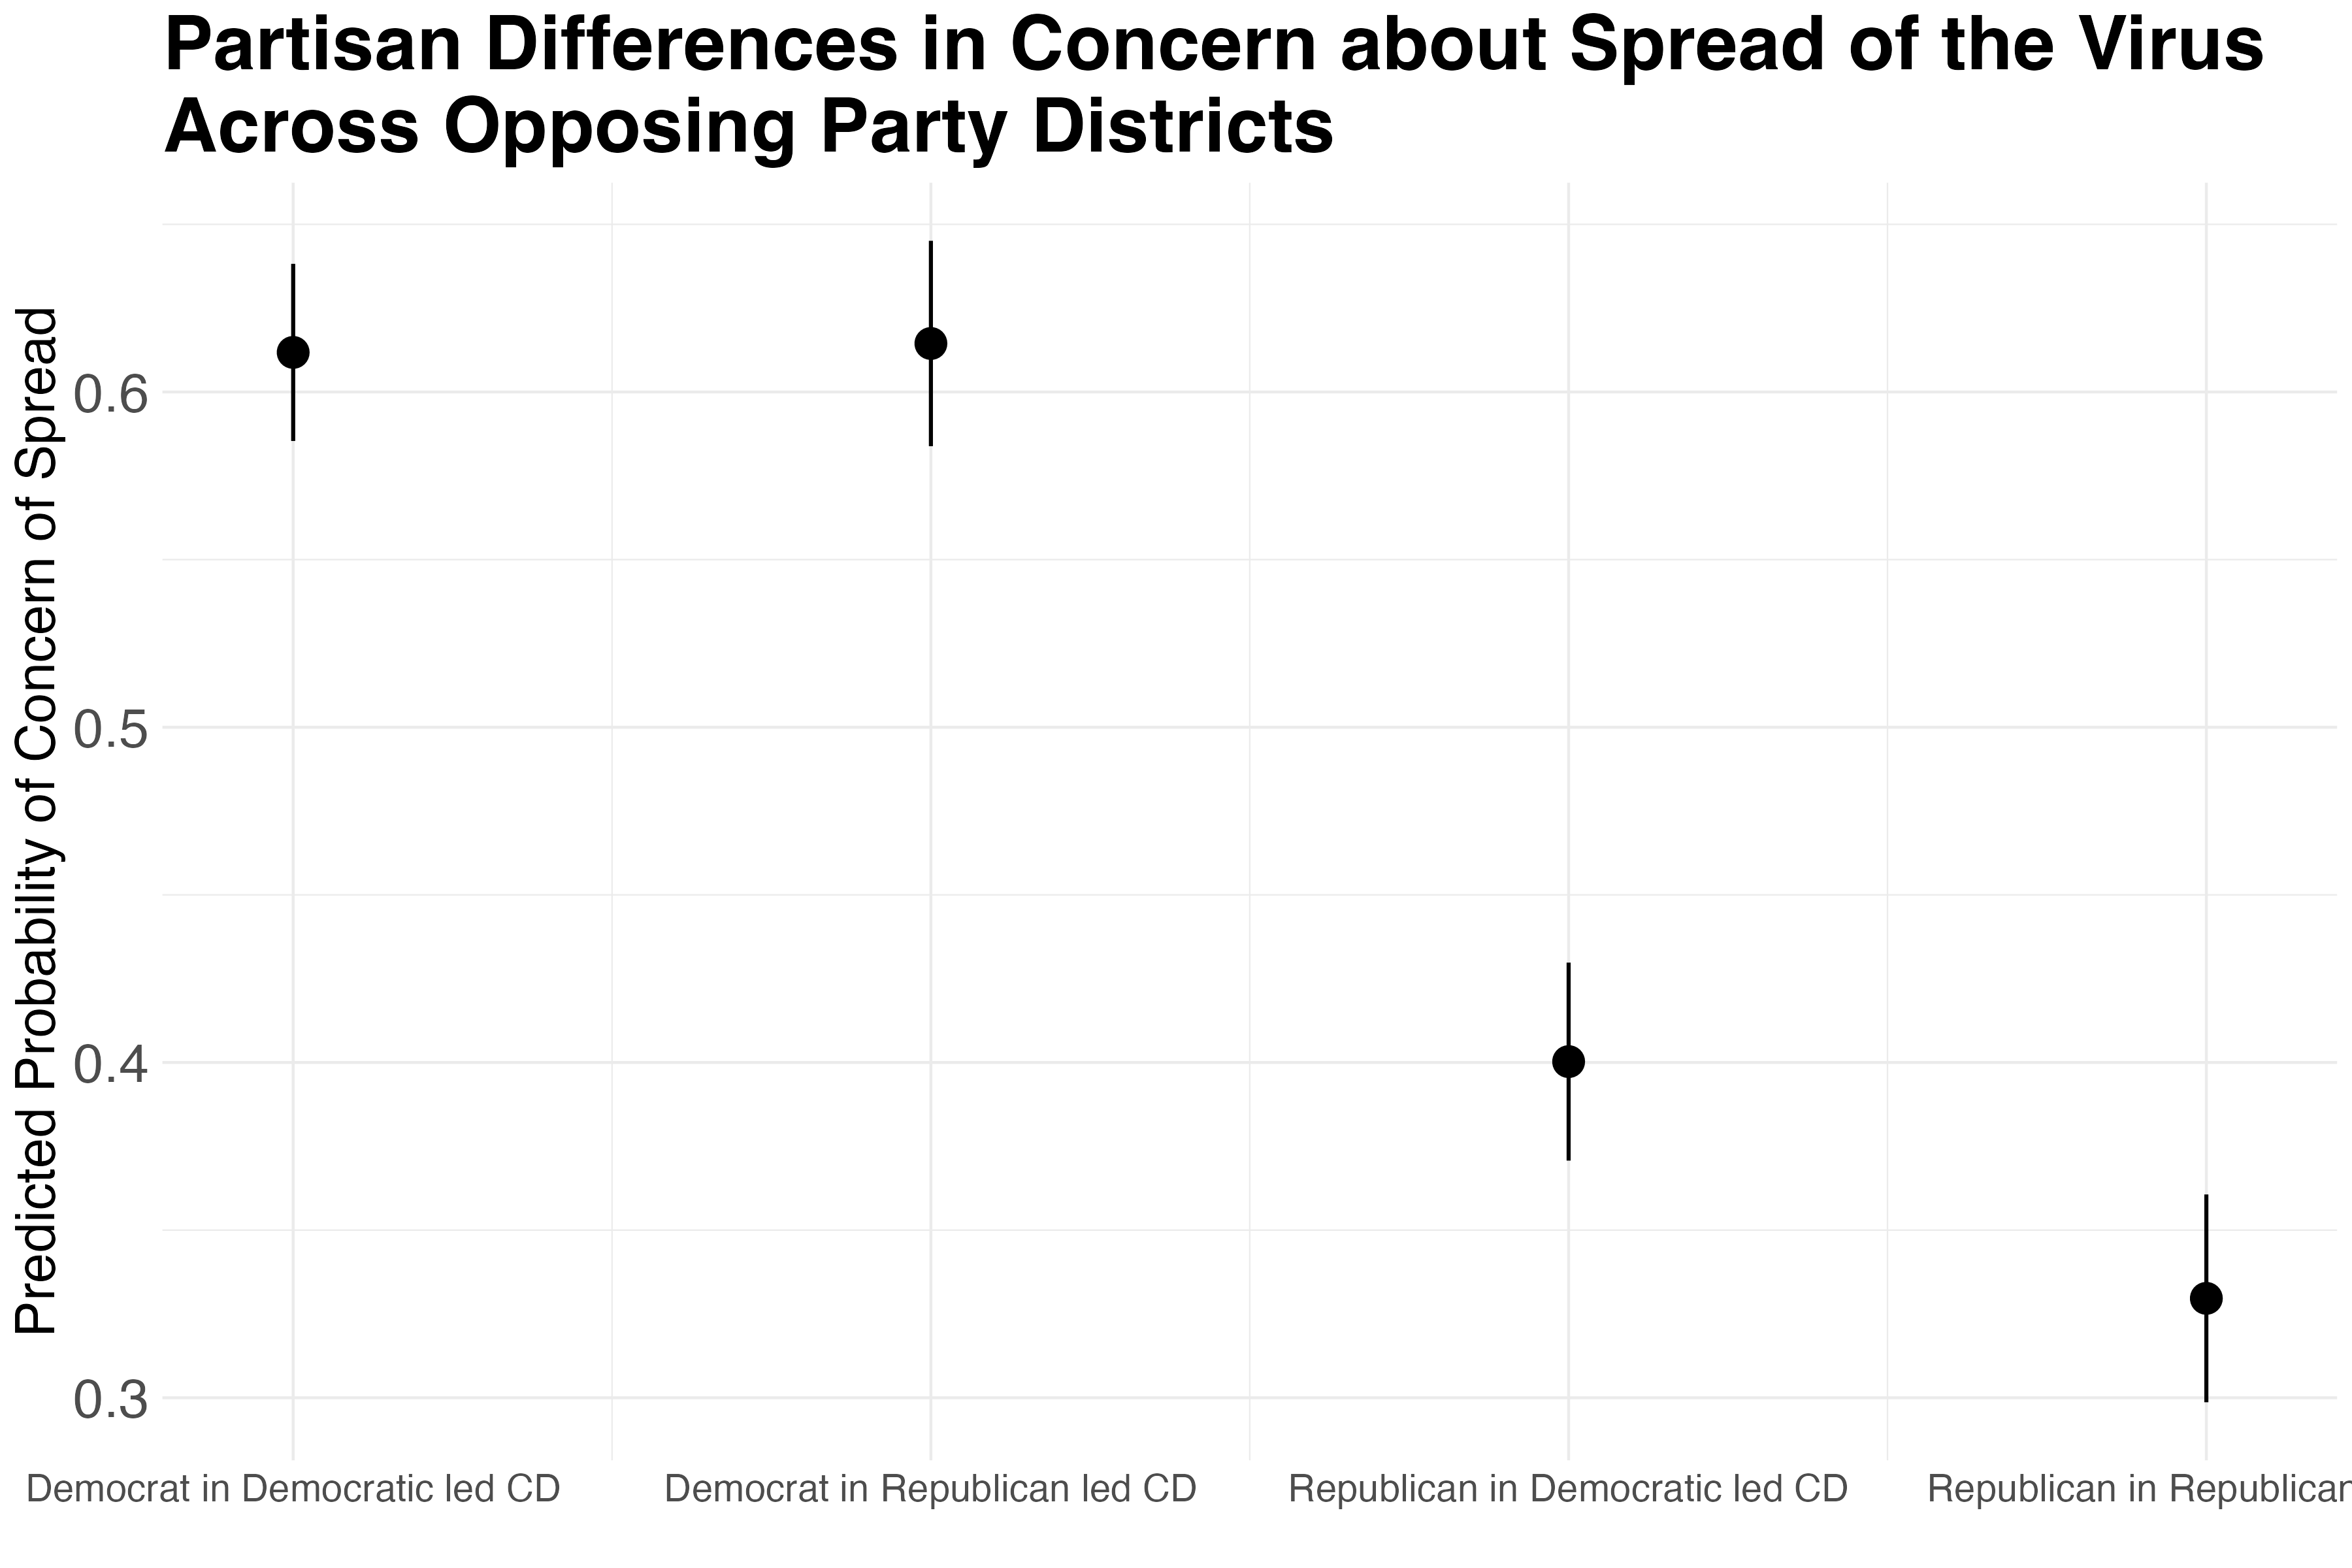 Partisan Differences in Concern about Spread of the Virus
Across Opposing Party Districts
Predicted Probability of Concern of Spread
0.6
0.5
0.4
0.3
Democrat in Democratic led CD
Democrat in Republican led CD
Republican in Democratic led CD
Republican in Republican